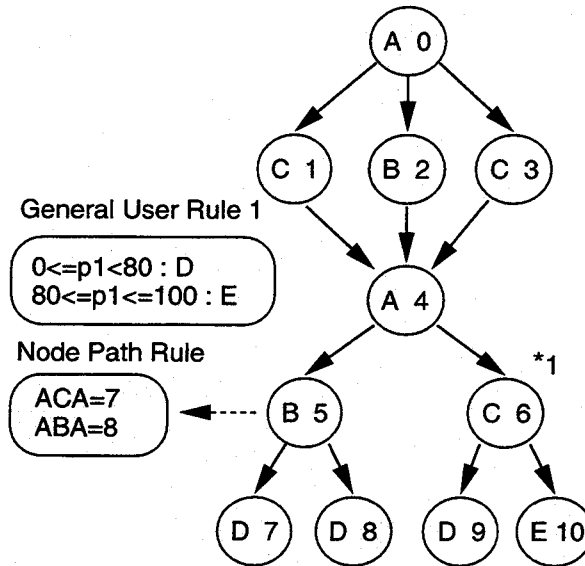 A 0
C 1
B 2
C 3
General User Rule 1
0<=p1<80 : D
80<=p1<=100 : E
A 4
Node Path Rule
*1
ACA=7
ABA=8
B 5
C 6
D 7
D 8
D 9
E 10